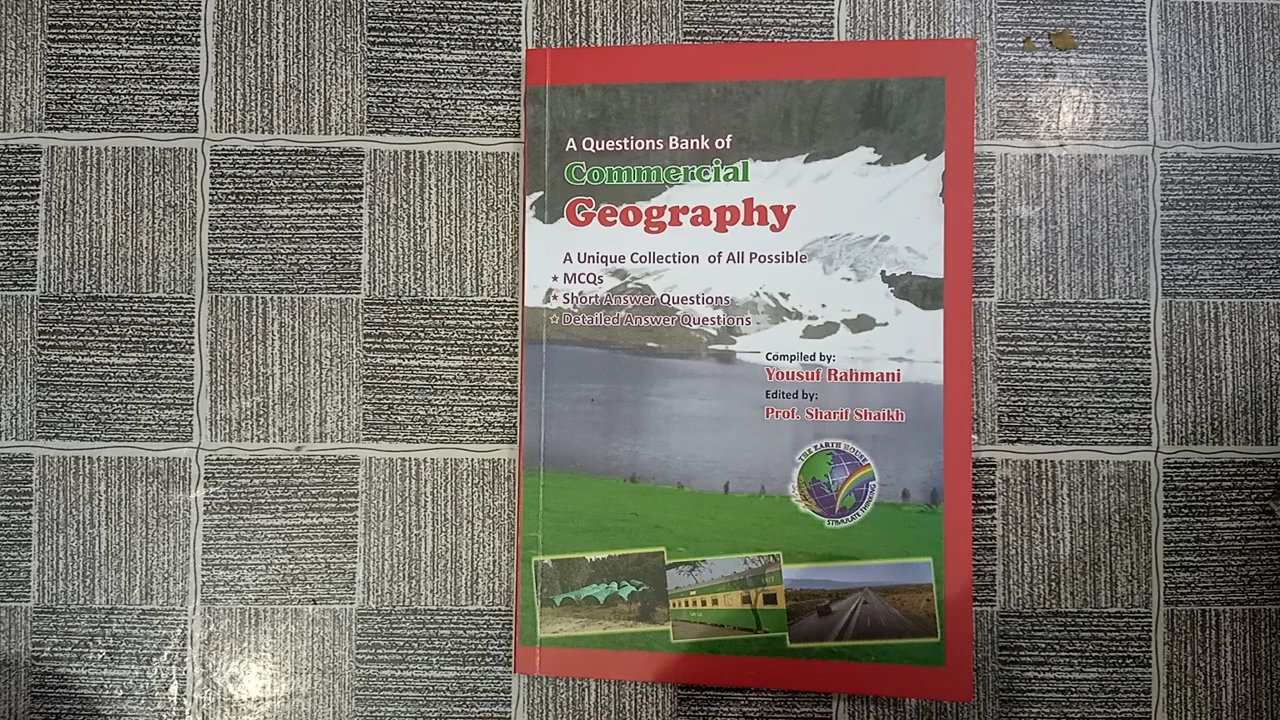 A Questions Bank of
Commercial
Geography
A Unique Collection of All Possible
★ MCQs
★ Short Answer Questions
★ Detailed Answer Questions
Compiled by:
Yousuf Rahmani
Edited by:
Prof. Sharif Shaikh
THE EARTH HOUSE
STIMULATE THINKING